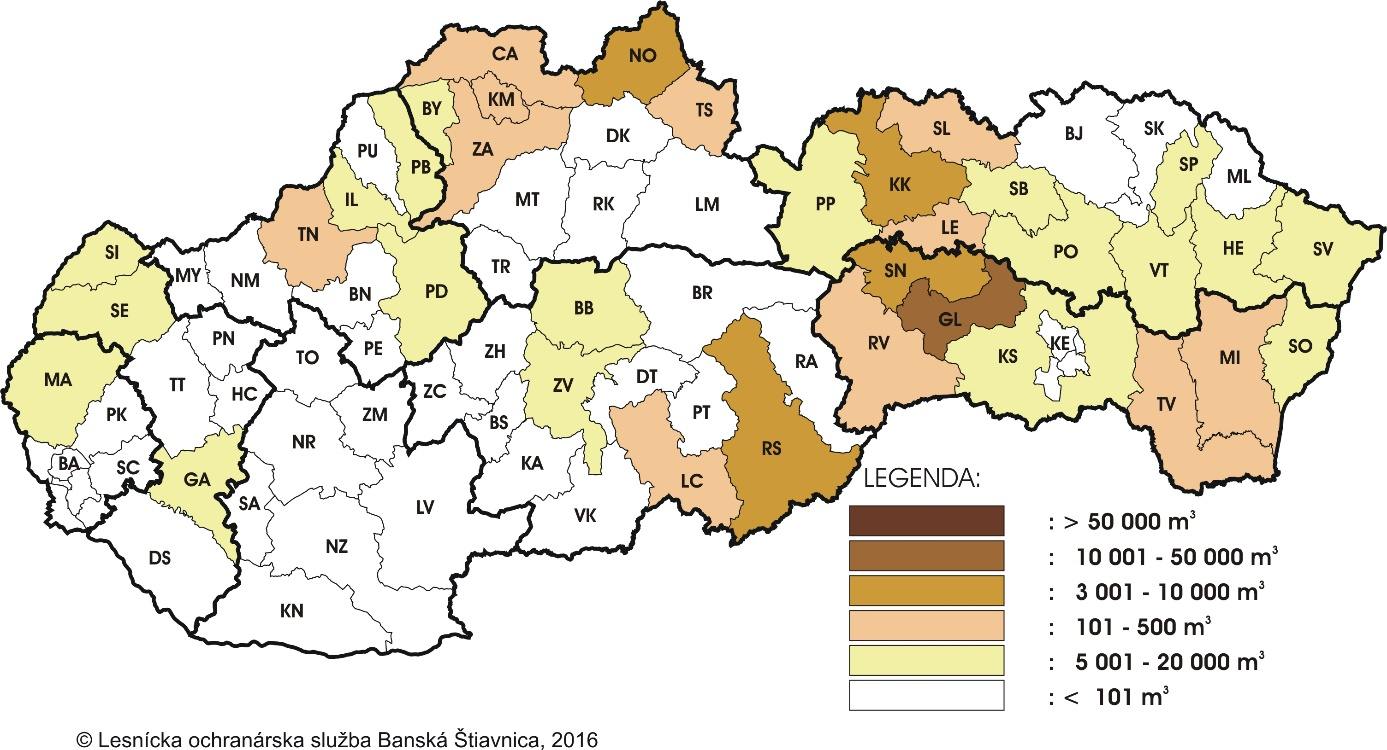 CA
NO
KM
BY
TS
ZA
DK
PU
PB
SL
BJ
SK
SP
ML
KK
SB
IL
MT
RK
LM
PP
TN
LE
PO
VT
HE
SV
SI
MY
NM
TR
SN
BN
PD
BR
SE
BB
GL
PN
TO
PE
ZH
RA
RV
KS
KE
MI
SO
MA
TT
HC
ZC
ZV
DT
TV
PK
ZM
BS
PT
NR
KA
RS
BA
SC
GA
LC
SA
LV
VK
DS
NZ
KN
LEGENDA:
: > 50 000 m³
: 10 001 - 50 000 m³
: 3 001 - 10 000 m³
: 101 - 500 m³
: 5 001 - 20 000 m³
: < 101 m³
© Lesnícka ochranárska služba Banská Štiavnica, 2016